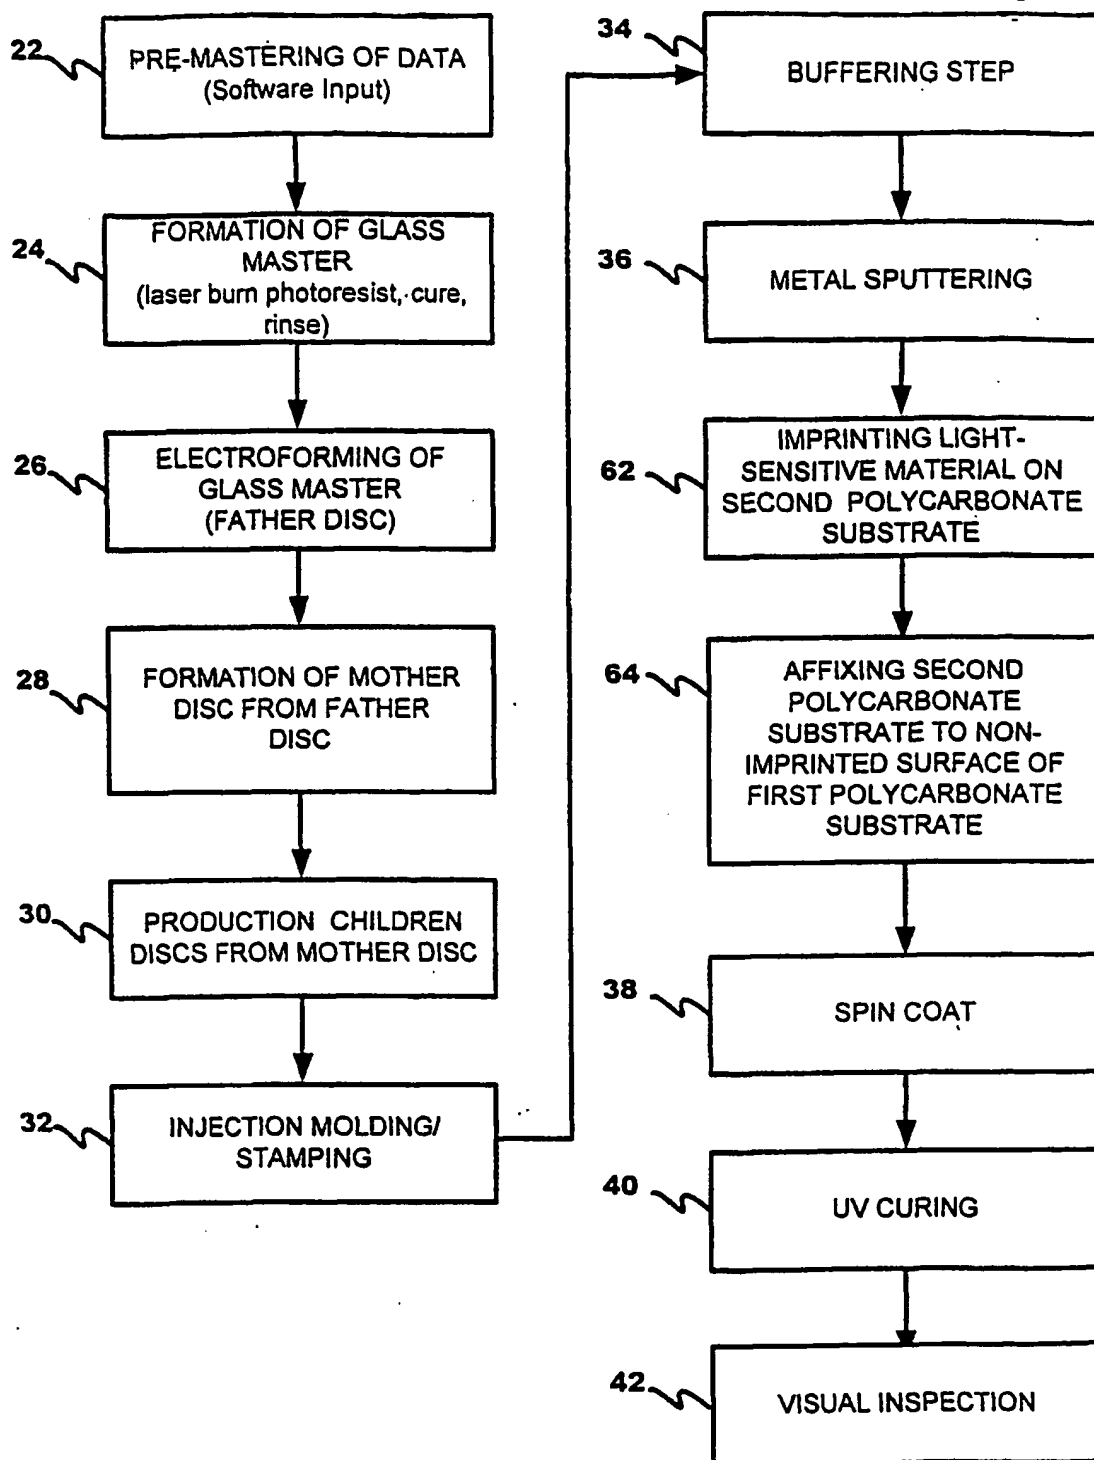 22
PRE-MASTERING OF DATA
(Software Input)
24
FORMATION OF GLASS
MASTER
(laser burn photoresist, cure,
rinse)
26
ELECTROFORMING OF
GLASS MASTER
(FATHER DISC)
28
FORMATION OF MOTHER
DISC FROM FATHER
DISC
30
PRODUCTION CHILDREN
DISCS FROM MOTHER DISC
32
INJECTION MOLDING/
STAMPING
34
BUFFERING STEP
36
METAL SPUTTERING
62
IMPRINTING LIGHT-
SENSITIVE MATERIAL ON
SECOND POLYCARBONATE
SUBSTRATE
64
AFFIXING SECOND
POLYCARBONATE
SUBSTRATE TO NON-
IMPRINTED SURFACE OF
FIRST POLYCARBONATE
SUBSTRATE
38
SPIN COAT
40
UV CURING
42
VISUAL INSPECTION